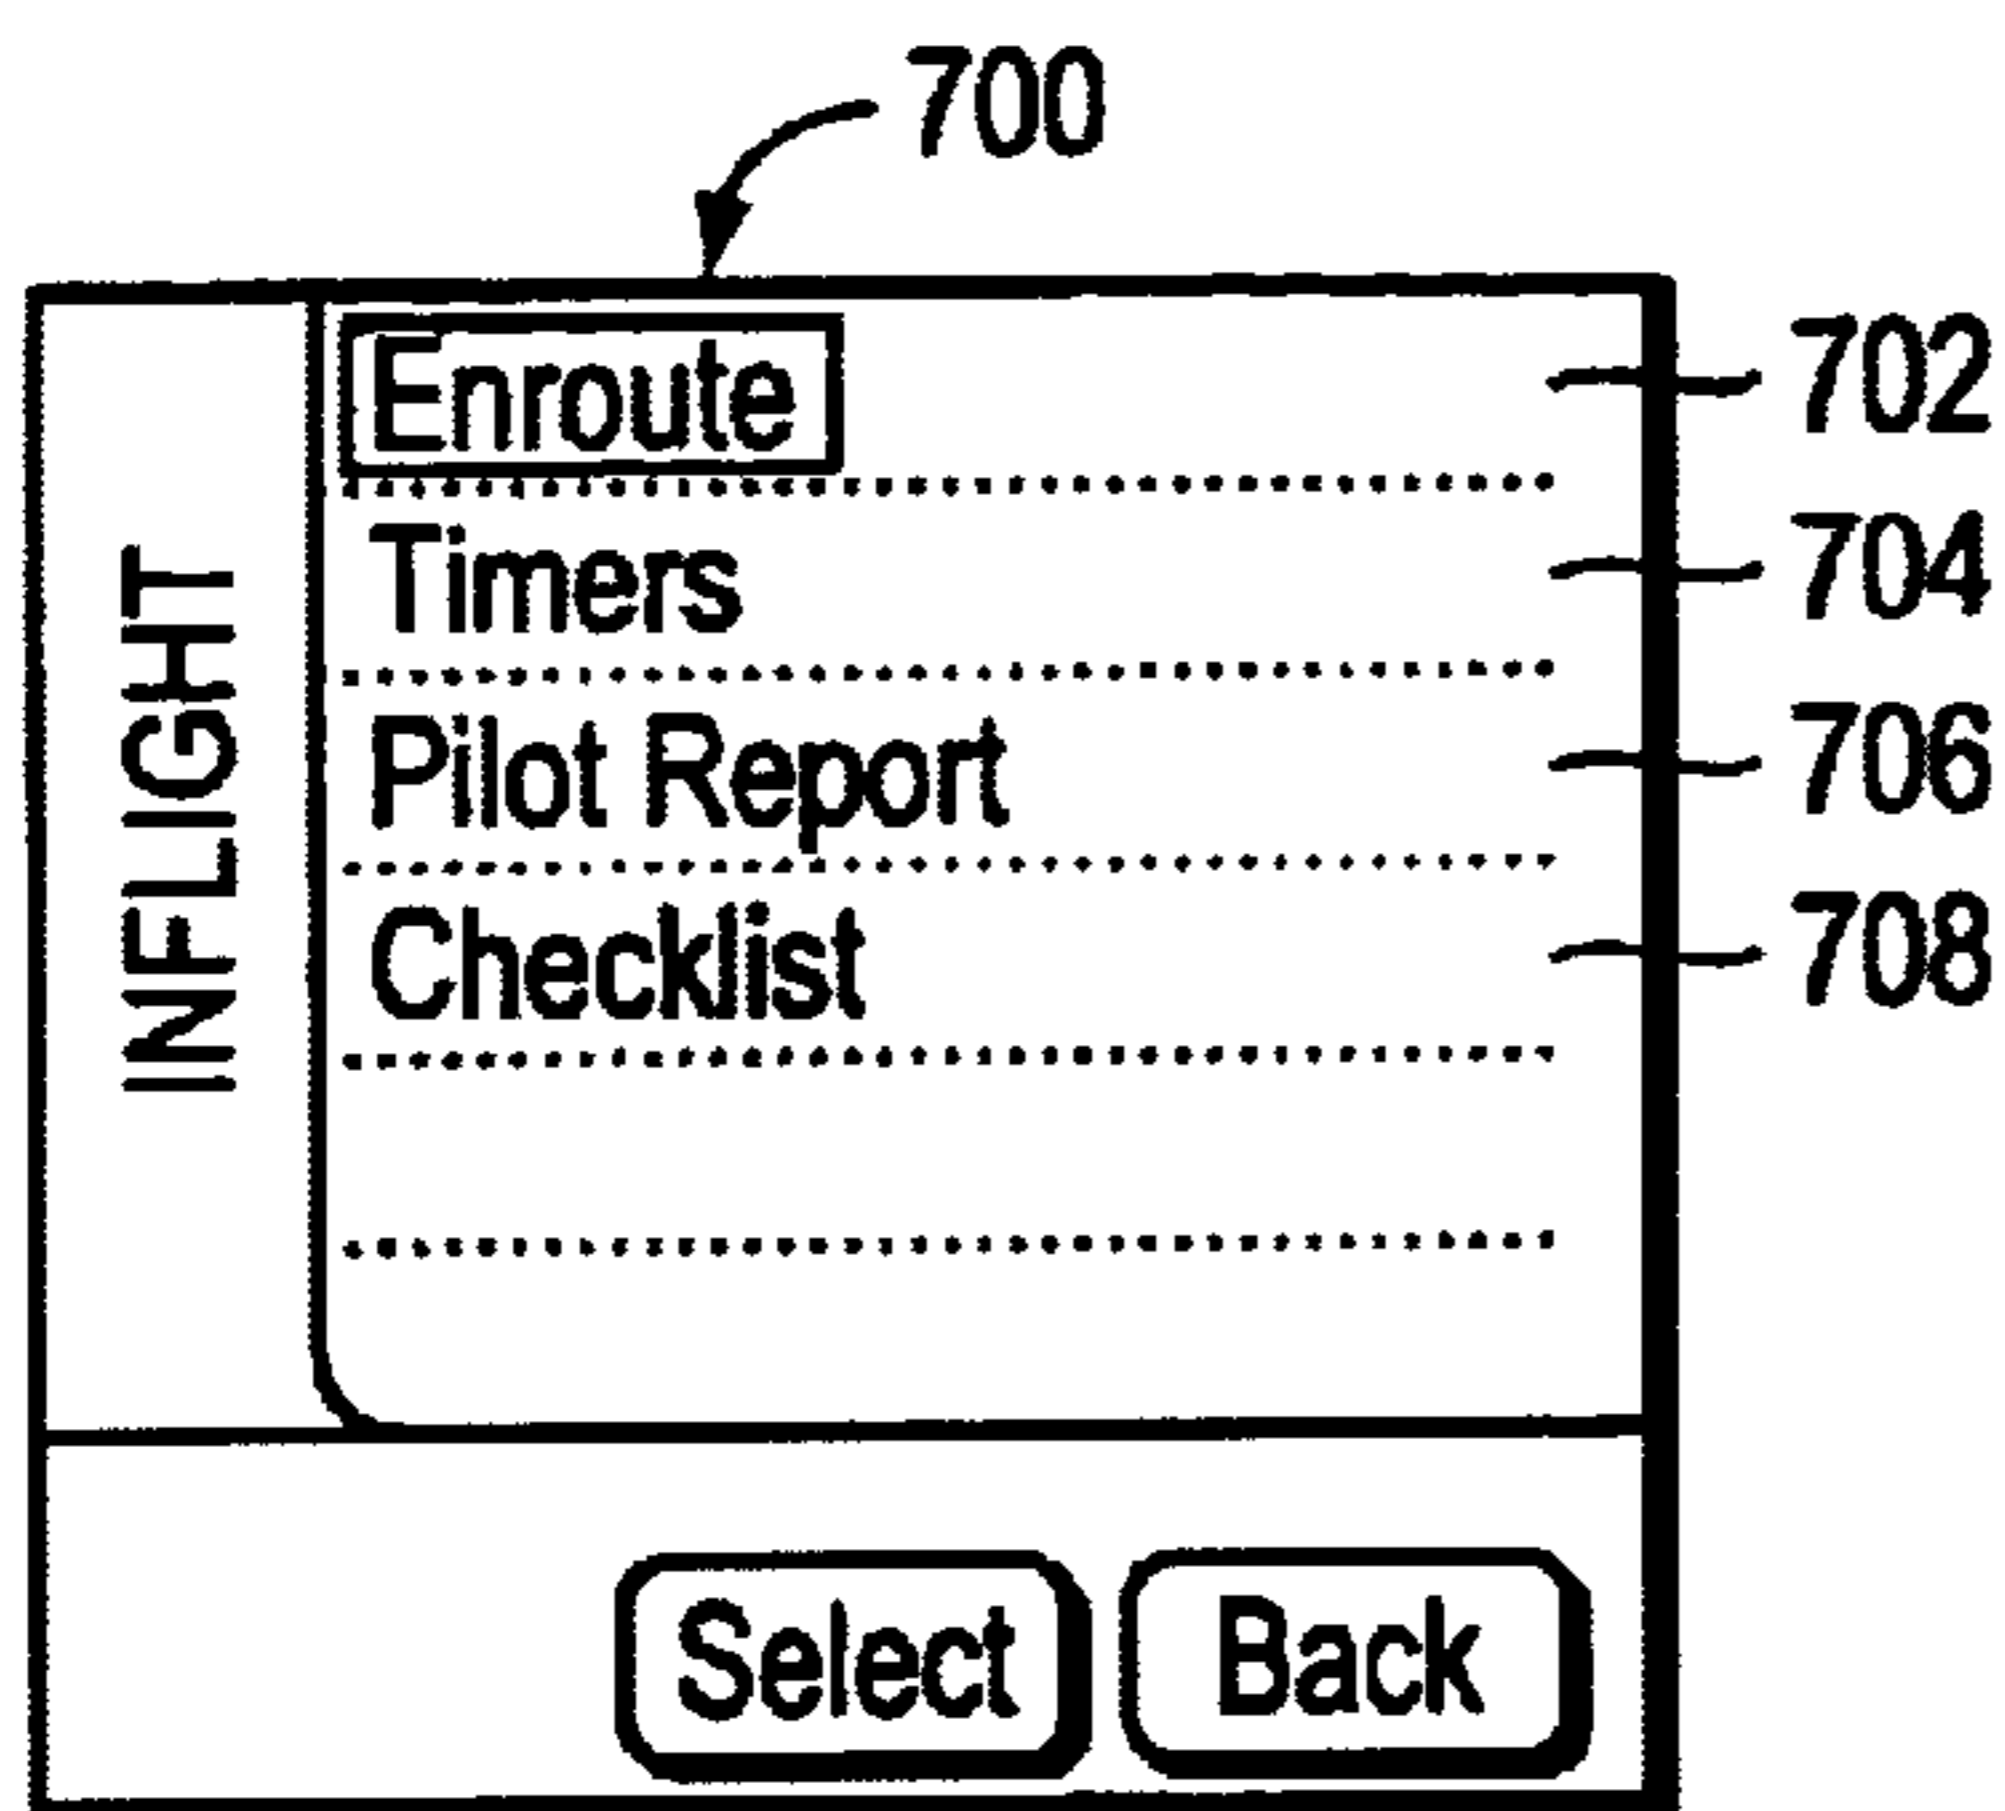 700
INFLIGHT
Enroute 702
Timers 704
Pilot Report 706
Checklist 708
Select Back